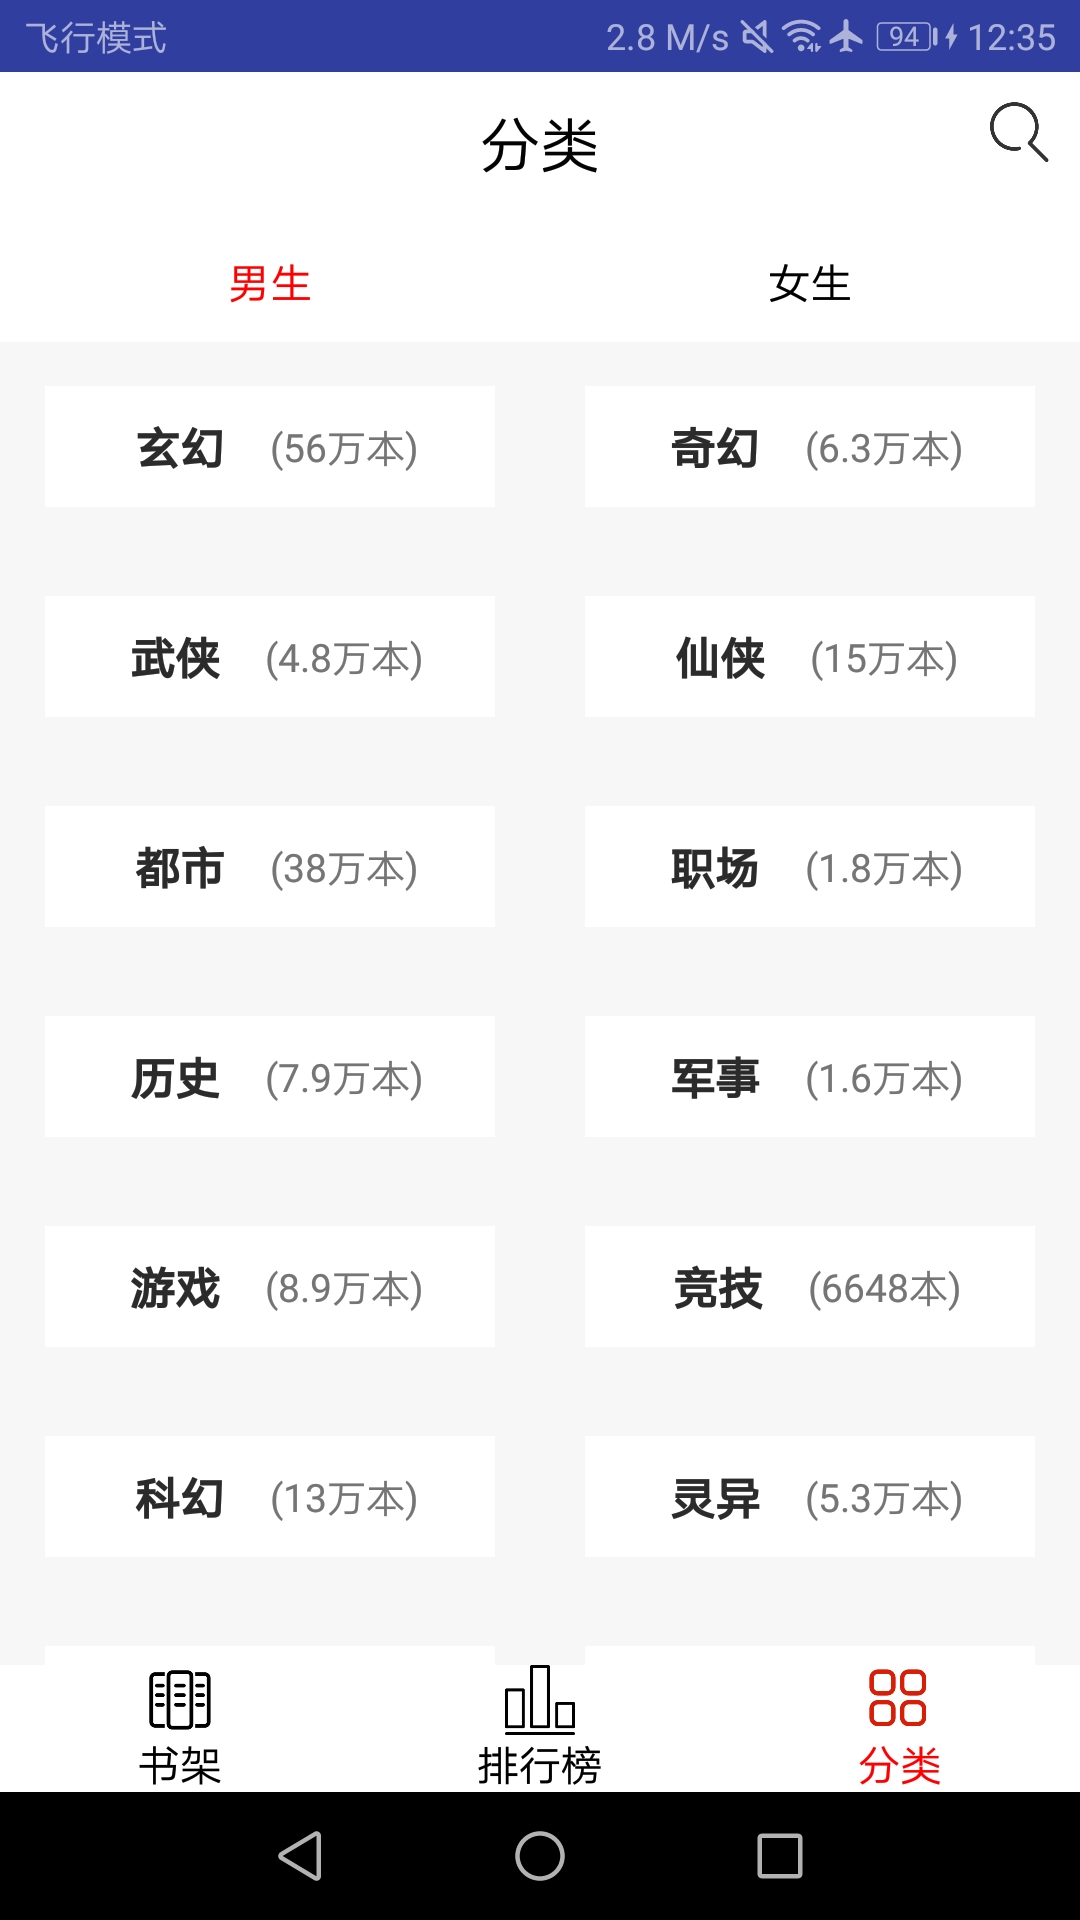 飞行模式 2.8 M/s 94 12:35
分类
男生 女生
玄幻 (56万本) 奇幻 (6.3万本)
武侠 (4.8万本) 仙侠 (15万本)
都市 (38万本) 职场 (1.8万本)
历史 (7.9万本) 军事 (1.6万本)
游戏 (8.9万本) 竞技 (6648本)
科幻 (13万本) 灵异 (5.3万本)
书架 排行榜 分类